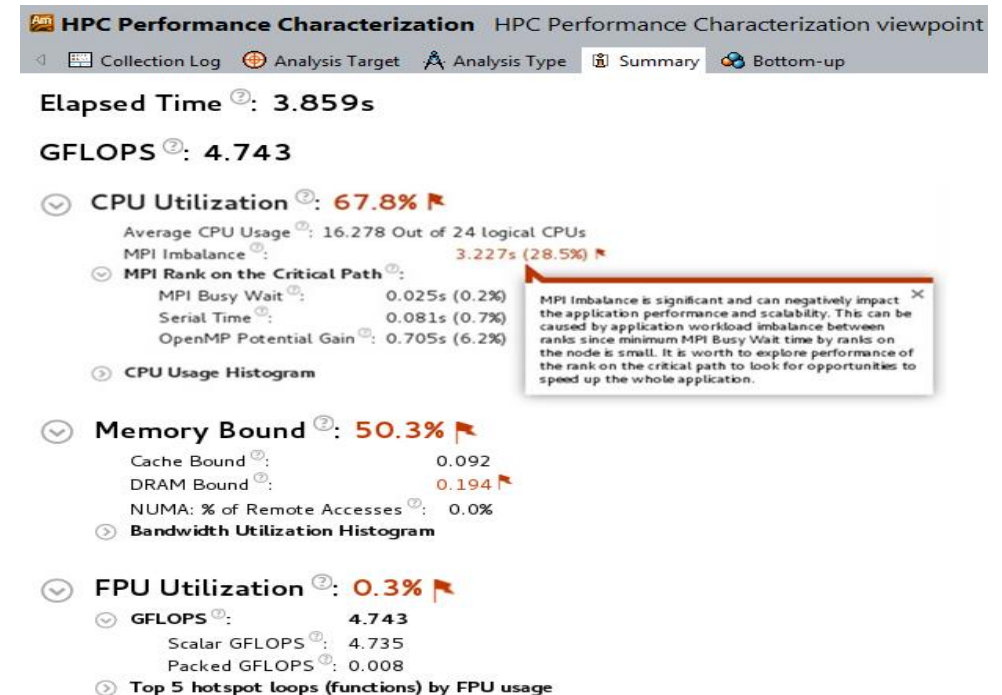 HPC Performance Characterization HPC Performance Characterization viewpoint
Collection Log Analysis Target Analysis Type Summary Bottom-up
Elapsed Time ?: 3.859s
GFLOPS ?: 4.743
CPU Utilization ?: 67.8%
Average CPU Usage ?: 16.278 Out of 24 logical CPUs
MPI Imbalance ?: 3.227s (28.5%)
MPI Rank on the Critical Path ?:
MPI Busy Wait ?: 0.025s (0.2%)
Serial Time ?: 0.081s (0.7%)
OpenMP Potential Gain ?: 0.705s (6.2%)
MPI Imbalance is significant and can negatively impact
the application performance and scalability. This can be
caused by application workload imbalance between
ranks since minimum MPI Busy Wait time by ranks on
the node is small. It is worth to explore performance of
the rank on the critical path to look for opportunities to
speed up the whole application.
CPU Usage Histogram
Memory Bound ?: 50.3%
Cache Bound ?: 0.092
DRAM Bound ?: 0.194
NUMA: % of Remote Accesses ?: 0.0%
Bandwidth Utilization Histogram
FPU Utilization ?: 0.3%
GFLOPS ?: 4.743
Scalar GFLOPS ?: 4.735
Packed GFLOPS ?: 0.008
Top 5 hotspot loops (functions) by FPU usage